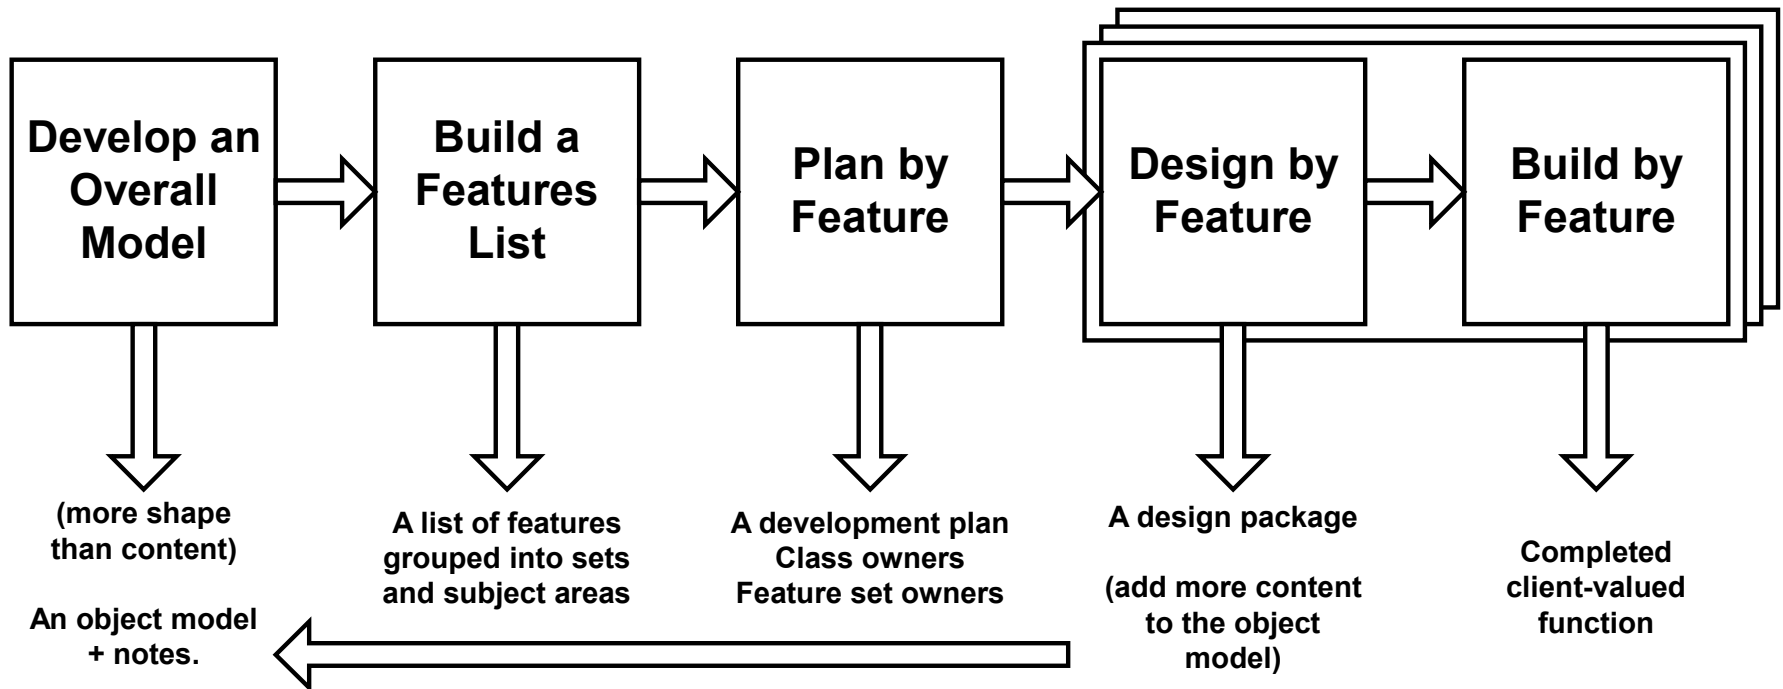 Develop an
Overall
Model
Build a
Features
List
Plan by
Feature
Design by
Feature
Build by
Feature
(more shape
than content)
An object model
+ notes.
A list of features
grouped into sets
and subject areas
A development plan
Class owners
Feature set owners
A design package
(add more content
to the object
model)
Completed
client-valued
function